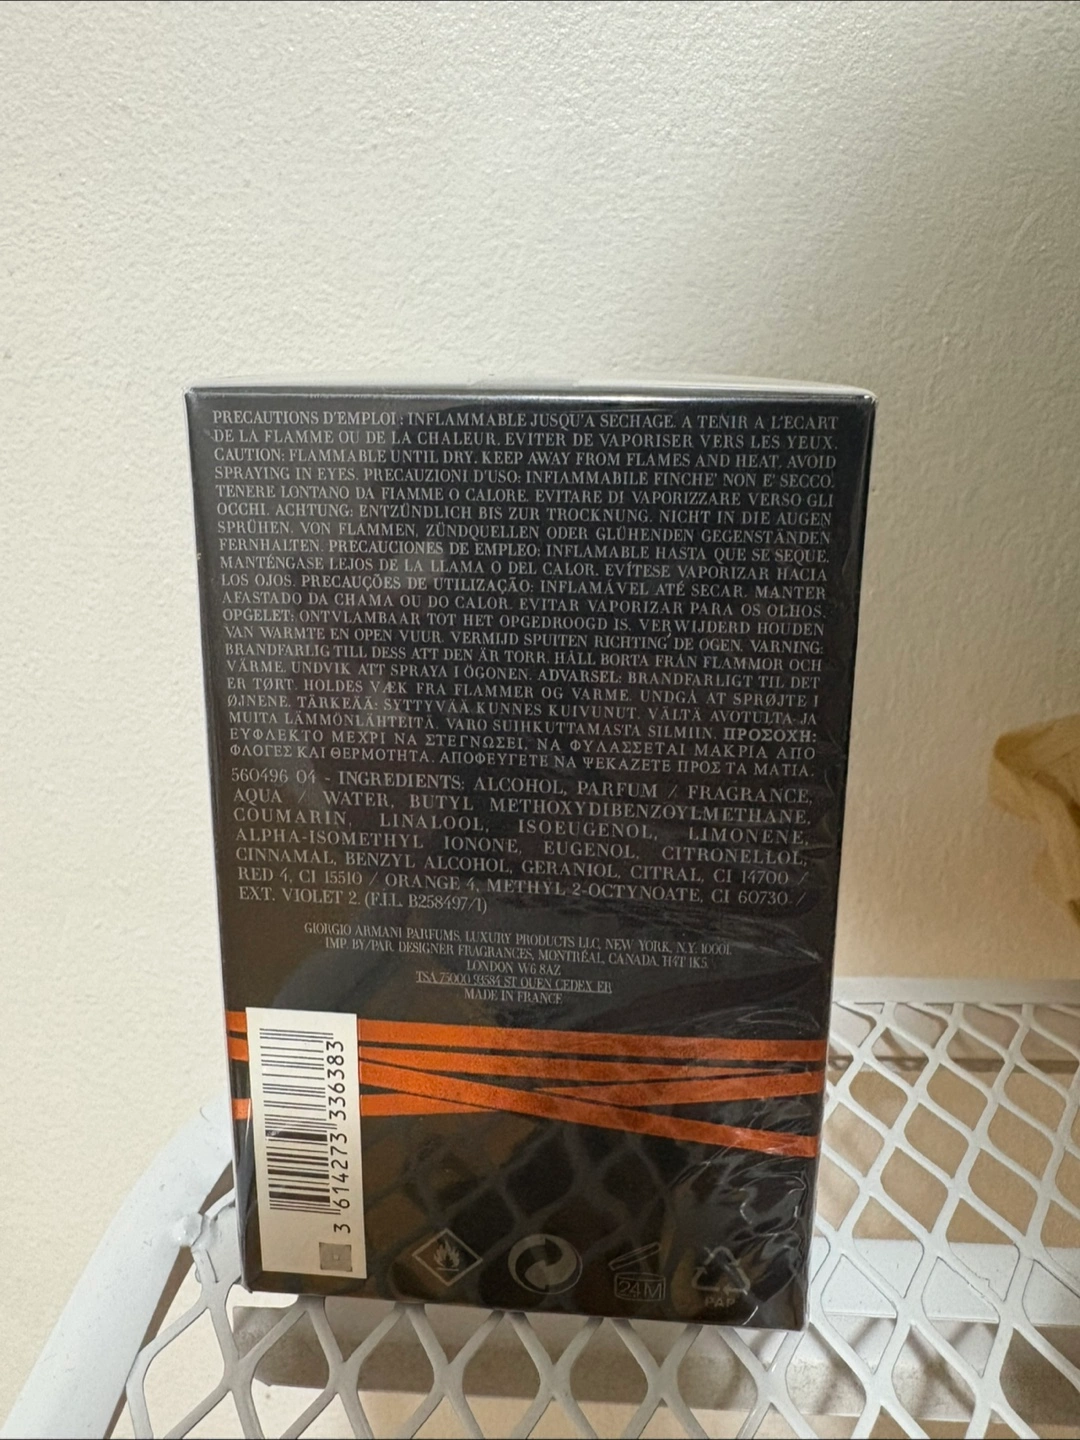 PRECAUTIONS D'EMPLOI : INFLAMMABLE JUSQU'A SECHAGE. A TENIR A L'ECART
DE LA FLAMME OU DE LA CHALEUR. EVITER DE VAPORISER VERS LES YEUX.
CAUTION: FLAMMABLE UNTIL DRY. KEEP AWAY FROM FLAMES AND HEAT. AVOID
SPRAYING IN EYES. PRECAUZIONI D'USO: INFIAMMABILE FINCHE' NON E' SECCO.
TENERE LONTANO DA FIAMME O CALORE. EVITARE DI VAPORIZZARE VERSO GLI
OCCHI. ACHTUNG: ENTZÜNDLICH BIS ZUR TROCKNUNG. NICHT IN DIE AUGEN
SPRÜHEN. VON FLAMMEN, ZÜNDQUELLEN ODER GLÜHENDEN GEGENSTÄNDEN
FERNHALTEN. PRECAUCIONES DE EMPLEO: INFLAMABLE HASTA QUE SE SEQUE.
MANTÉNGASE LEJOS DE LA LLAMA O DEL CALOR. EVÍTESE VAPORIZAR HACIA
LOS OJOS. PRECAUÇÕES DE UTILIZAÇÃO: INFLAMÁVEL ATÉ SECAR. MANTER
AFASTADO DA CHAMA OU DO CALOR. EVITAR VAPORIZAR PARA OS OLHOS.
OPGELET: ONTVLAMBAAR TOT HET OPGEDROOGD IS. VERWIJDERD HOUDEN
VAN WARMTE EN OPEN VUUR. VERMIJD SPUITEN RICHTING DE OGEN. VARNING:
BRANDFARLIG TILL DESS ATT DEN ÄR TORR. HÅLL BORTA FRÅN FLAMMOR OCH
VÄRME. UNDVIK ATT SPRAYA I ÖGONEN. ADVARSEL: BRANDFARLIGT TIL DET
ER TØRT. HOLDES VÆK FRA FLAMMER OG VARME. UNDGÅ AT SPRØJTE I
ØJNENE. TÄRKEÄÄ: SYTTYVÄÄ KUNNES KUIVUNUT. VÄLTÄ AVOTULTA JA
MUITA LÄMMÖNLÄHTEITÄ. VARO SUIHKUTTAMASTA SILMIIN. ΠΡΟΣΟΧΗ:
ΕΥΦΛΕΚΤΟ ΜΕΧΡΙ ΝΑ ΣΤΕΓΝΩΣΕΙ, ΝΑ ΦΥΛΑΣΣΕΤΑΙ ΜΑΚΡΙΑ ΑΠΟ
ΦΛΟΓΕΣ ΚΑΙ ΘΕΡΜΟΤΗΤΑ. ΑΠΟΦΕΥΓΕΤΕ ΝΑ ΨΕΚΑΖΕΤΕ ΠΡΟΣ ΤΑ ΜΑΤΙΑ.
560496 04 - INGREDIENTS: ALCOHOL, PARFUM / FRAGRANCE,
AQUA / WATER, BUTYL METHOXYDIBENZOYLMETHANE,
COUMARIN, LINALOOL, ISOEUGENOL, LIMONENE,
ALPHA-ISOMETHYL IONONE, EUGENOL, CITRONELLOL,
CINNAMAL, BENZYL ALCOHOL, GERANIOL, CITRAL, CI 14700 /
RED 4, CI 15510 / ORANGE 4, METHYL 2-OCTYNOATE, CI 60730 /
EXT. VIOLET 2. (F.I.L. B258497/1)
GIORGIO ARMANI PARFUMS, LUXURY PRODUCTS LLC, NEW YORK, N.Y. 10001.
IMP. BY/PAR. DESIGNER FRAGRANCES, MONTRÉAL, CANADA, H4T 1K5.
LONDON W6 8AZ
TSA 75000 93584 ST OUEN CEDEX FR
MADE IN FRANCE
3 614273 336383
24M
PAP